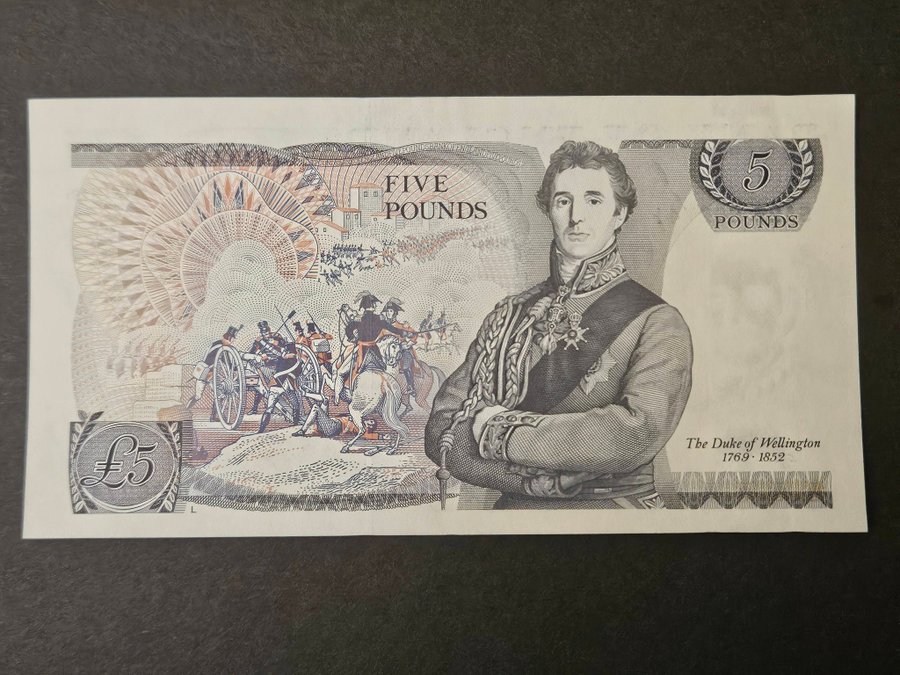 FIVE
POUNDS
5
POUNDS
£5
The Duke of Wellington
1769 · 1852
L